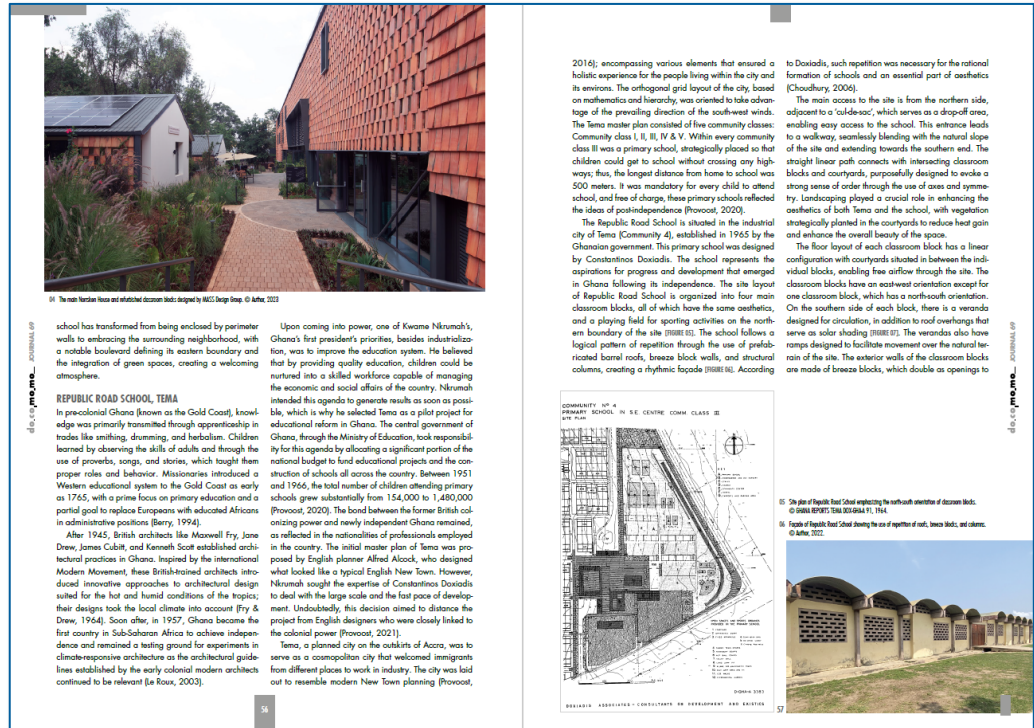 04 The main Norrsken House and refurbished classroom blocks designed by MASS Design Group. © Author, 2023
school has transformed from being enclosed by perimeter
walls to embracing the surrounding neighborhood, with
a notable boulevard defining its eastern boundary and
the integration of green spaces, creating a welcoming
atmosphere.
REPUBLIC ROAD SCHOOL, TEMA
In pre-colonial Ghana (known as the Gold Coast), knowl-
edge was primarily transmitted through apprenticeship in
trades like smithing, drumming, and herbalism. Children
learned by observing the skills of adults and through the
use of proverbs, songs, and stories, which taught them
proper roles and behavior. Missionaries introduced a
Western educational system to the Gold Coast as early
as 1765, with a prime focus on primary education and a
partial goal to replace Europeans with educated Africans
in administrative positions (Berry, 1994).
After 1945, British architects like Maxwell Fry, Jane
Drew, James Cubitt, and Kenneth Scott established archi-
tectural practices in Ghana. Inspired by the international
Modern Movement, these British-trained architects intro-
duced innovative approaches to architectural design
suited for the hot and humid conditions of the tropics;
their designs took the local climate into account (Fry &
Drew, 1964). Soon after, in 1957, Ghana became the
first country in Sub-Saharan Africa to achieve indepen-
dence and remained a testing ground for experiments in
climate-responsive architecture as the architectural guide-
lines established by the early colonial modern architects
continued to be relevant (Le Roux, 2003).
Upon coming into power, one of Kwame Nkrumah's,
Ghana's first president's priorities, besides industrializa-
tion, was to improve the education system. He believed
that by providing quality education, children could be
nurtured into a skilled workforce capable of managing
the economic and social affairs of the country. Nkrumah
intended this agenda to generate results as soon as possi-
ble, which is why he selected Tema as a pilot project for
educational reform in Ghana. The central government of
Ghana, through the Ministry of Education, took responsibil-
ity for this agenda by allocating a significant portion of the
national budget to fund educational projects and the con-
struction of schools all across the country. Between 1951
and 1966, the total number of children attending primary
schools grew substantially from 154,000 to 1,480,000
(Provoost, 2020). The bond between the former British col-
onizing power and newly independent Ghana remained,
as reflected in the nationalities of professionals employed
in the country. The initial master plan of Tema was pro-
posed by English planner Alfred Alcock, who designed
what looked like a typical English New Town. However,
Nkrumah sought the expertise of Constantinos Doxiadis
to deal with the large scale and the fast pace of develop-
ment. Undoubtedly, this decision aimed to distance the
project from English designers who were closely linked to
the colonial power (Provoost, 2021).
Tema, a planned city on the outskirts of Accra, was to
serve as a cosmopolitan city that welcomed immigrants
from different places to work in industry. The city was laid
out to resemble modern New Town planning (Provoost,
do.co.mo.mo_ JOURNAL 69
56
2016); encompassing various elements that ensured a
holistic experience for the people living within the city and
its environs. The orthogonal grid layout of the city, based
on mathematics and hierarchy, was oriented to take advan-
tage of the prevailing direction of the south-west winds.
The Tema master plan consisted of five community classes:
Community class I, II, III, IV & V. Within every community
class III was a primary school, strategically placed so that
children could get to school without crossing any high-
ways; thus, the longest distance from home to school was
500 meters. It was mandatory for every child to attend
school, and free of charge, these primary schools reflected
the ideas of post-independence (Provoost, 2020).
The Republic Road School is situated in the industrial
city of Tema (Community 4), established in 1965 by the
Ghanaian government. This primary school was designed
by Constantinos Doxiadis. The school represents the
aspirations for progress and development that emerged
in Ghana following its independence. The site layout
of Republic Road School is organized into four main
classroom blocks, all of which have the same aesthetics,
and a playing field for sporting activities on the north-
ern boundary of the site [FIGURE 05]. The school follows a
logical pattern of repetition through the use of prefab-
ricated barrel roofs, breeze block walls, and structural
columns, creating a rhythmic façade [FIGURE 06]. According
to Doxiadis, such repetition was necessary for the rational
formation of schools and an essential part of aesthetics
(Choudhury, 2006).
The main access to the site is from the northern side,
adjacent to a 'cul-de-sac', which serves as a drop-off area,
enabling easy access to the school. This entrance leads
to a walkway, seamlessly blending with the natural slope
of the site and extending towards the southern end. The
straight linear path connects with intersecting classroom
blocks and courtyards, purposefully designed to evoke a
strong sense of order through the use of axes and symme-
try. Landscaping played a crucial role in enhancing the
aesthetics of both Tema and the school, with vegetation
strategically planted in the courtyards to reduce heat gain
and enhance the overall beauty of the space.
The floor layout of each classroom block has a linear
configuration with courtyards situated in between the indi-
vidual blocks, enabling free airflow through the site. The
classroom blocks have an east-west orientation except for
one classroom block, which has a north-south orientation.
On the southern side of each block, there is a veranda
designed for circulation, in addition to roof overhangs that
serve as solar shading [FIGURE 07]. The verandas also have
ramps designed to facilitate movement over the natural ter-
rain of the site. The exterior walls of the classroom blocks
are made of breeze blocks, which double as openings to
COMMUNITY No 4
PRIMARY SCHOOL IN S.E. CENTRE COMM. CLASS III
SITE PLAN
D-GHA-A 3083
DOXIADIS ASSOCIATES - CONSULTANTS ON DEVELOPMENT AND EKISTICS
05 Site plan of Republic Road School emphasizing the north-south orientation of classroom blocks.
© GHANA REPORTS TEMA DOX-GHA-A 91, 1964.
06 Façade of Republic Road School showing the use of repetition of roofs, breeze blocks, and columns.
© Author, 2022.
do.co.mo.mo_ JOURNAL 69
57